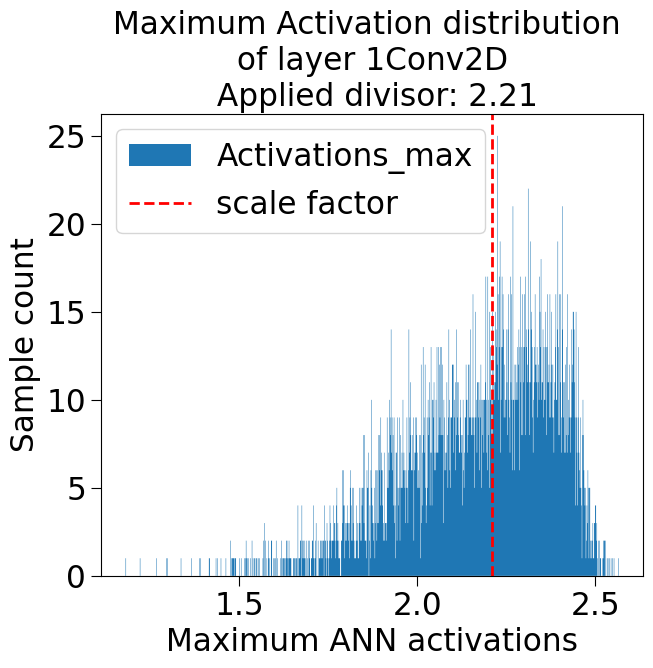 Maximum Activation distribution
of layer 1Conv2D
Applied divisor: 2.21
25
20
15
10
5
0
Sample count
Activations_max
scale factor
1.5
2.0
2.5
Maximum ANN activations